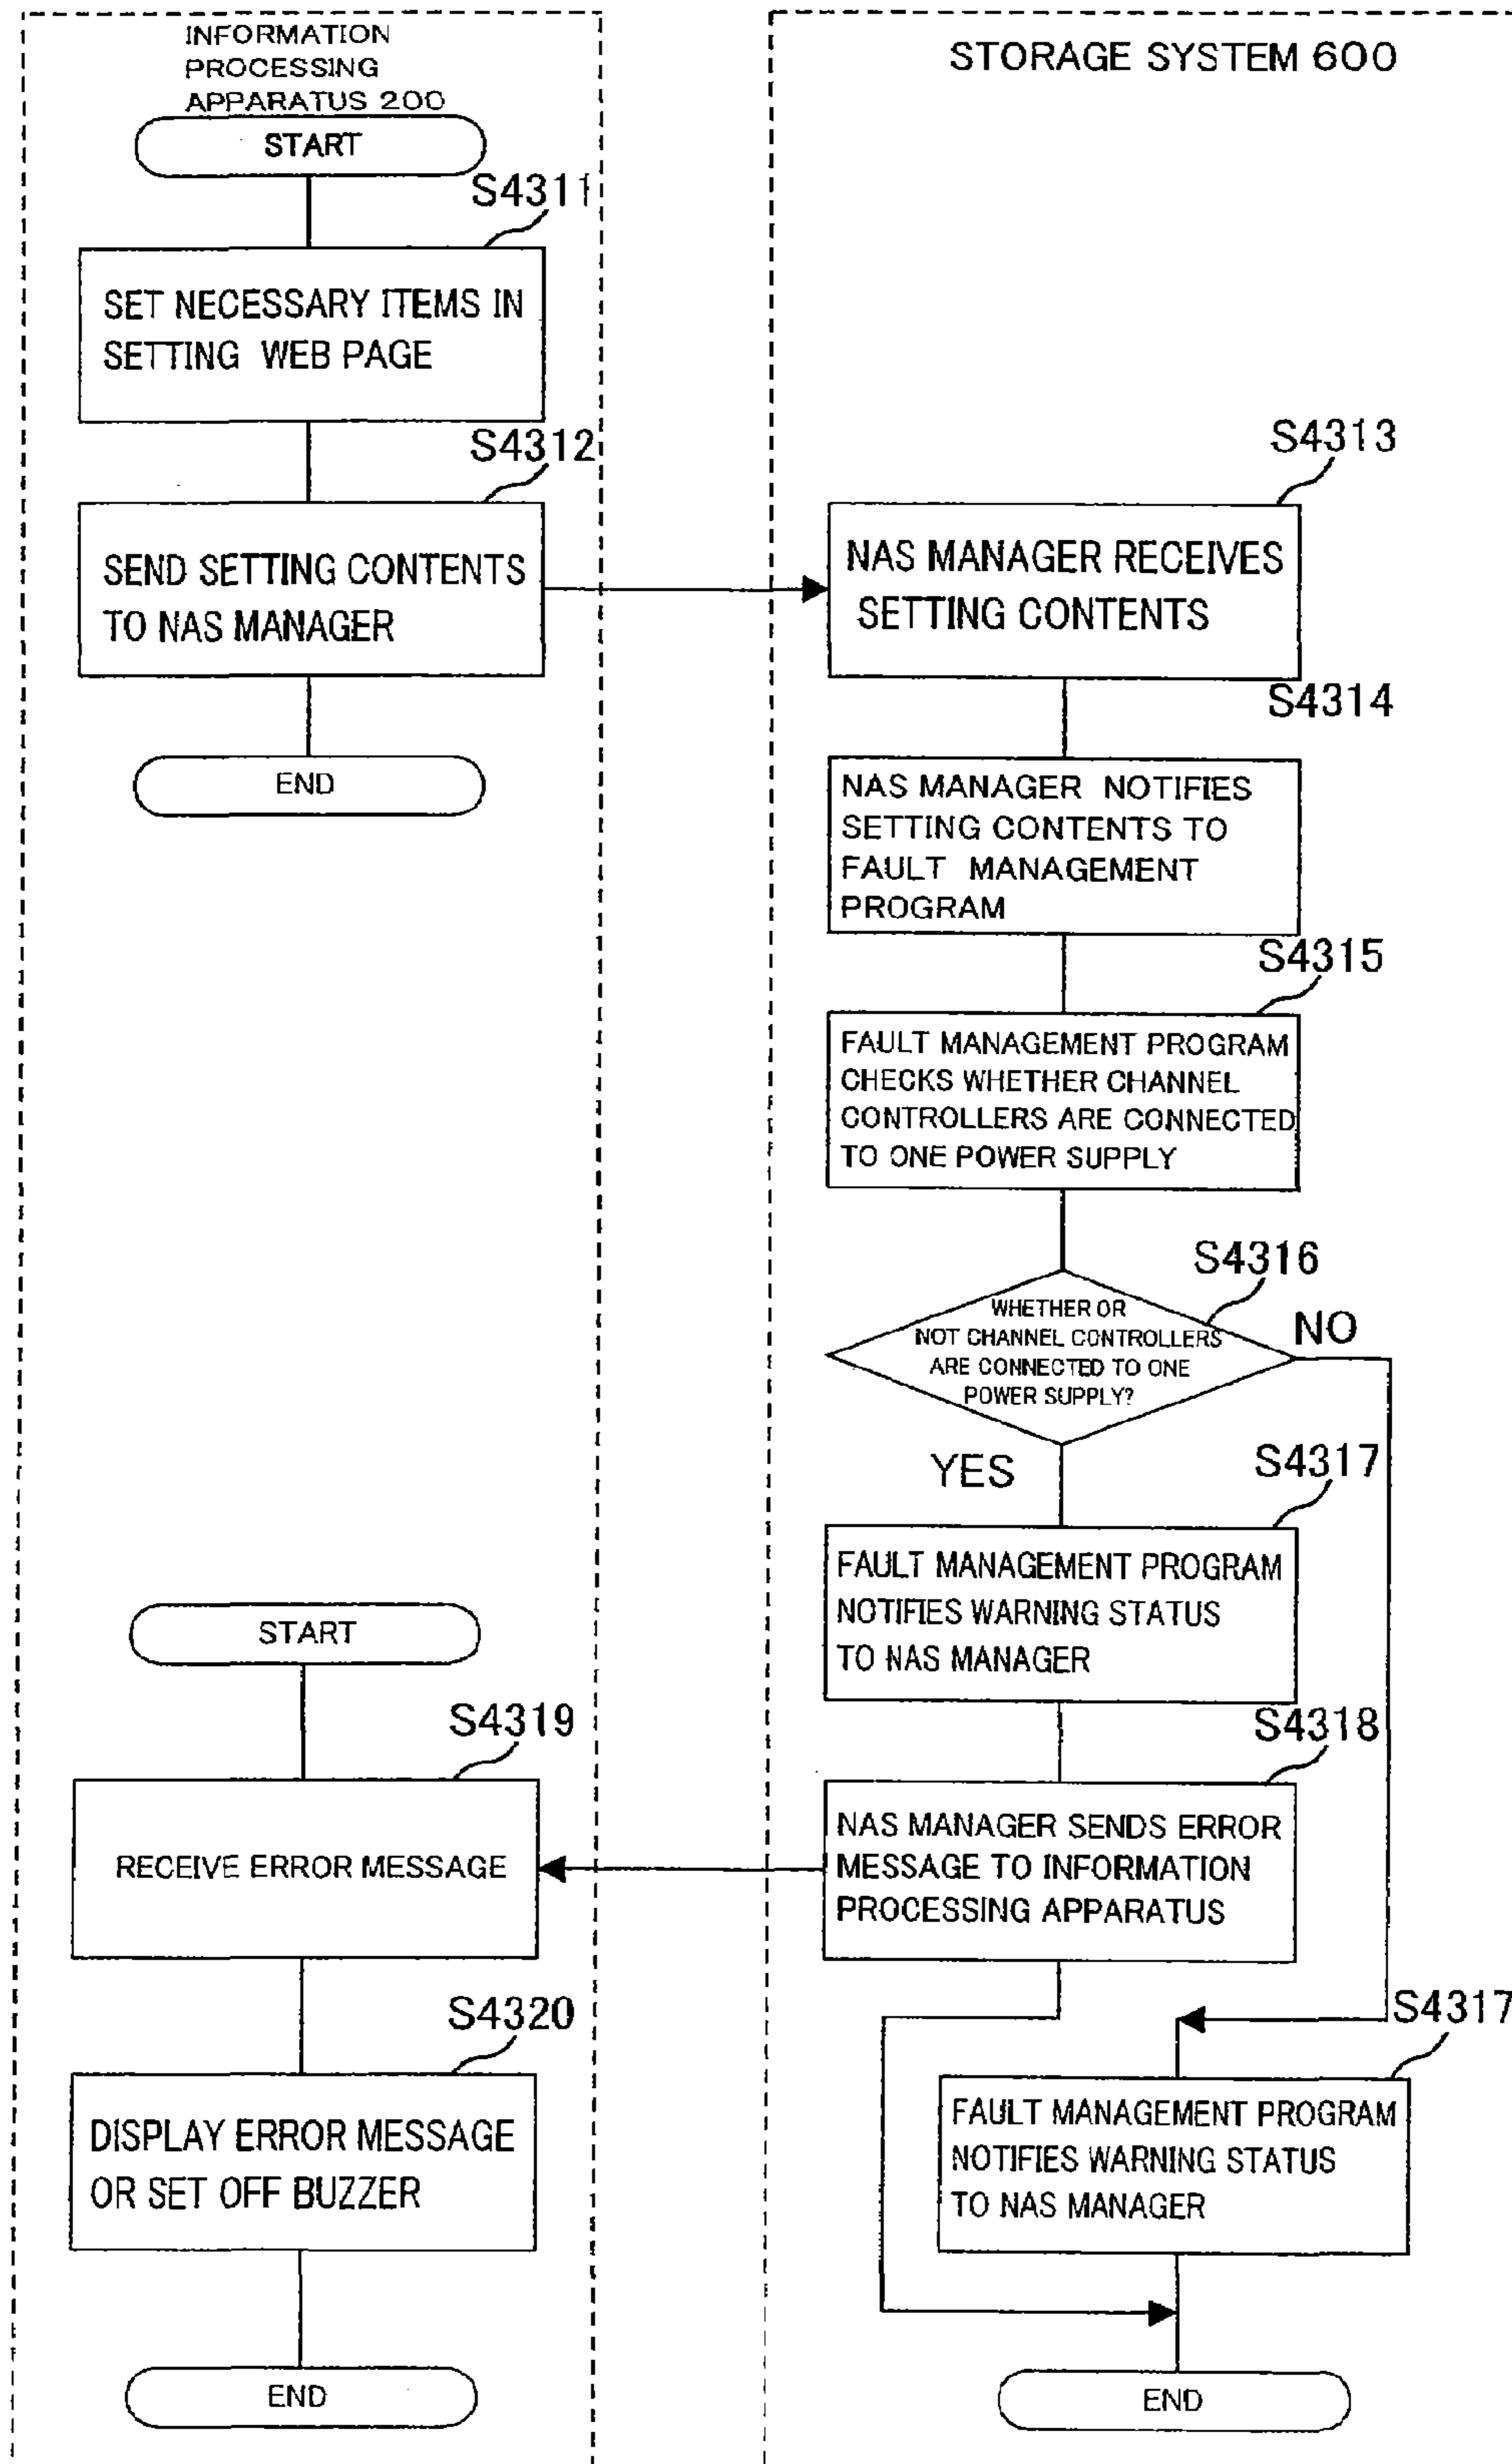 INFORMATION
PROCESSING
APPARATUS 200
START
S4311
SET NECESSARY ITEMS IN
SETTING WEB PAGE
S4312
SEND SETTING CONTENTS
TO NAS MANAGER
END
STORAGE SYSTEM 600
S4313
NAS MANAGER RECEIVES
SETTING CONTENTS
S4314
NAS MANAGER NOTIFIES
SETTING CONTENTS TO
FAULT MANAGEMENT
PROGRAM
S4315
FAULT MANAGEMENT PROGRAM
CHECKS WHETHER CHANNEL
CONTROLLERS ARE CONNECTED
TO ONE POWER SUPPLY
S4316
WHETHER OR
NOT CHANNEL CONTROLLERS
ARE CONNECTED TO ONE
POWER SUPPLY?
NO
YES
S4317
FAULT MANAGEMENT PROGRAM
NOTIFIES WARNING STATUS
TO NAS MANAGER
S4318
NAS MANAGER SENDS ERROR
MESSAGE TO INFORMATION
PROCESSING APPARATUS
START
S4319
RECEIVE ERROR MESSAGE
S4320
DISPLAY ERROR MESSAGE
OR SET OFF BUZZER
END
S4317
FAULT MANAGEMENT PROGRAM
NOTIFIES WARNING STATUS
TO NAS MANAGER
END